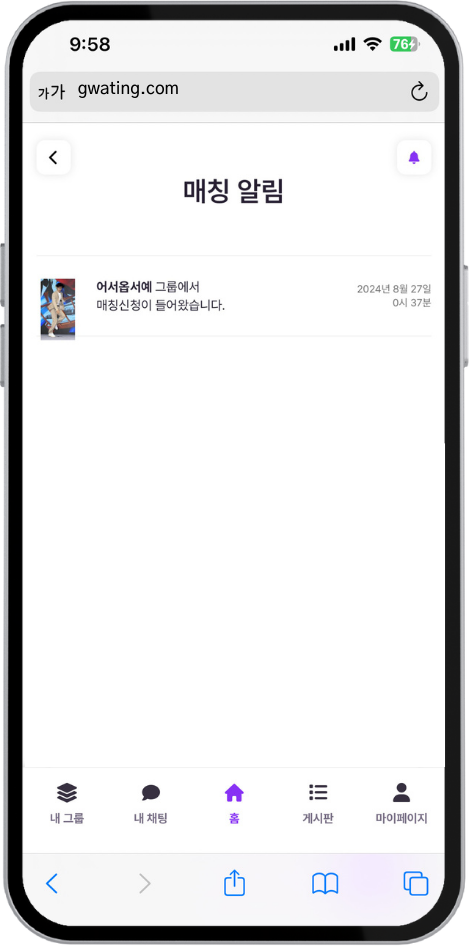 9:58
76
가가 gwating.com
매칭 알림
어서옵서예 그룹에서
매칭신청이 들어왔습니다.
2024년 8월 27일
0시 37분
내 그룹
내 채팅
홈
게시판
마이페이지